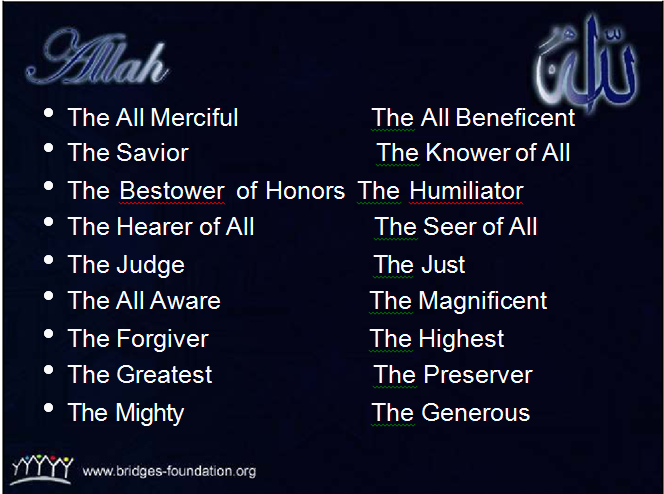 Allah
الله
• The All Merciful The All Beneficent
• The Savior The Knower of All
• The Bestower of Honors The Humiliator
• The Hearer of All The Seer of All
• The Judge The Just
• The All Aware The Magnificent
• The Forgiver The Highest
• The Greatest The Preserver
• The Mighty The Generous
www.bridges-foundation.org